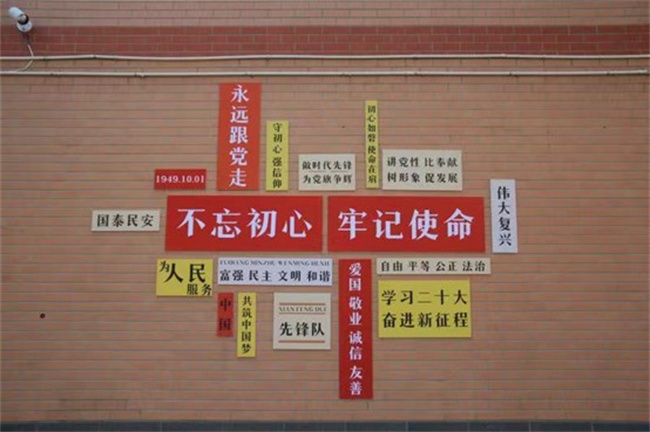 永远跟党走
守初心 强信仰
初心如磐 使命在肩
做时代先锋
为党旗争辉
讲党性 比奉献
树形象 促发展
1949.10.01
伟大复兴
国泰民安
不忘初心
牢记使命
为人民
服务
FUQIANG MINZHU WENMING HEXIE
富强 民主 文明 和谐
爱国 敬业 诚信 友善
自由 平等 公正 法治
中国
共筑中国梦
XIAN FENG DUI
先锋队
学习二十大
奋进新征程